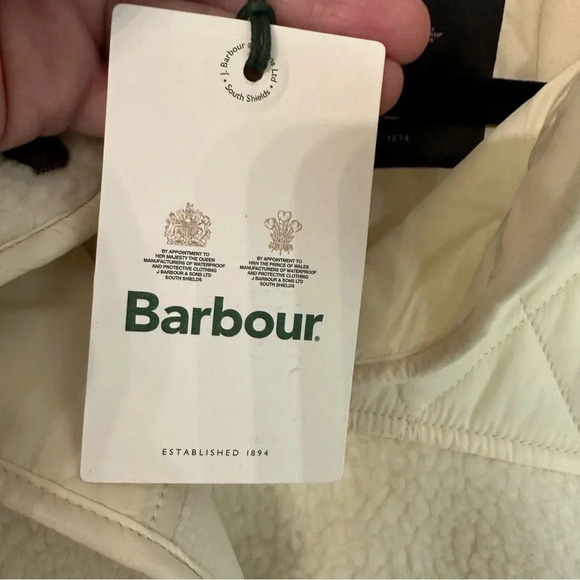 J. Barbour Ltd
South Shields
BY APPOINTMENT TO
HER MAJESTY THE QUEEN
MANUFACTURERS OF WATERPROOF
AND PROTECTIVE CLOTHING
J BARBOUR & SONS LTD
SOUTH SHIELDS
BY APPOINTMENT TO
HRH THE PRINCE OF WALES
MANUFACTURERS OF WATERPROOF
AND PROTECTIVE CLOTHING
J BARBOUR & SONS LTD
SOUTH SHIELDS
Barbour®
ESTABLISHED 1894
1894